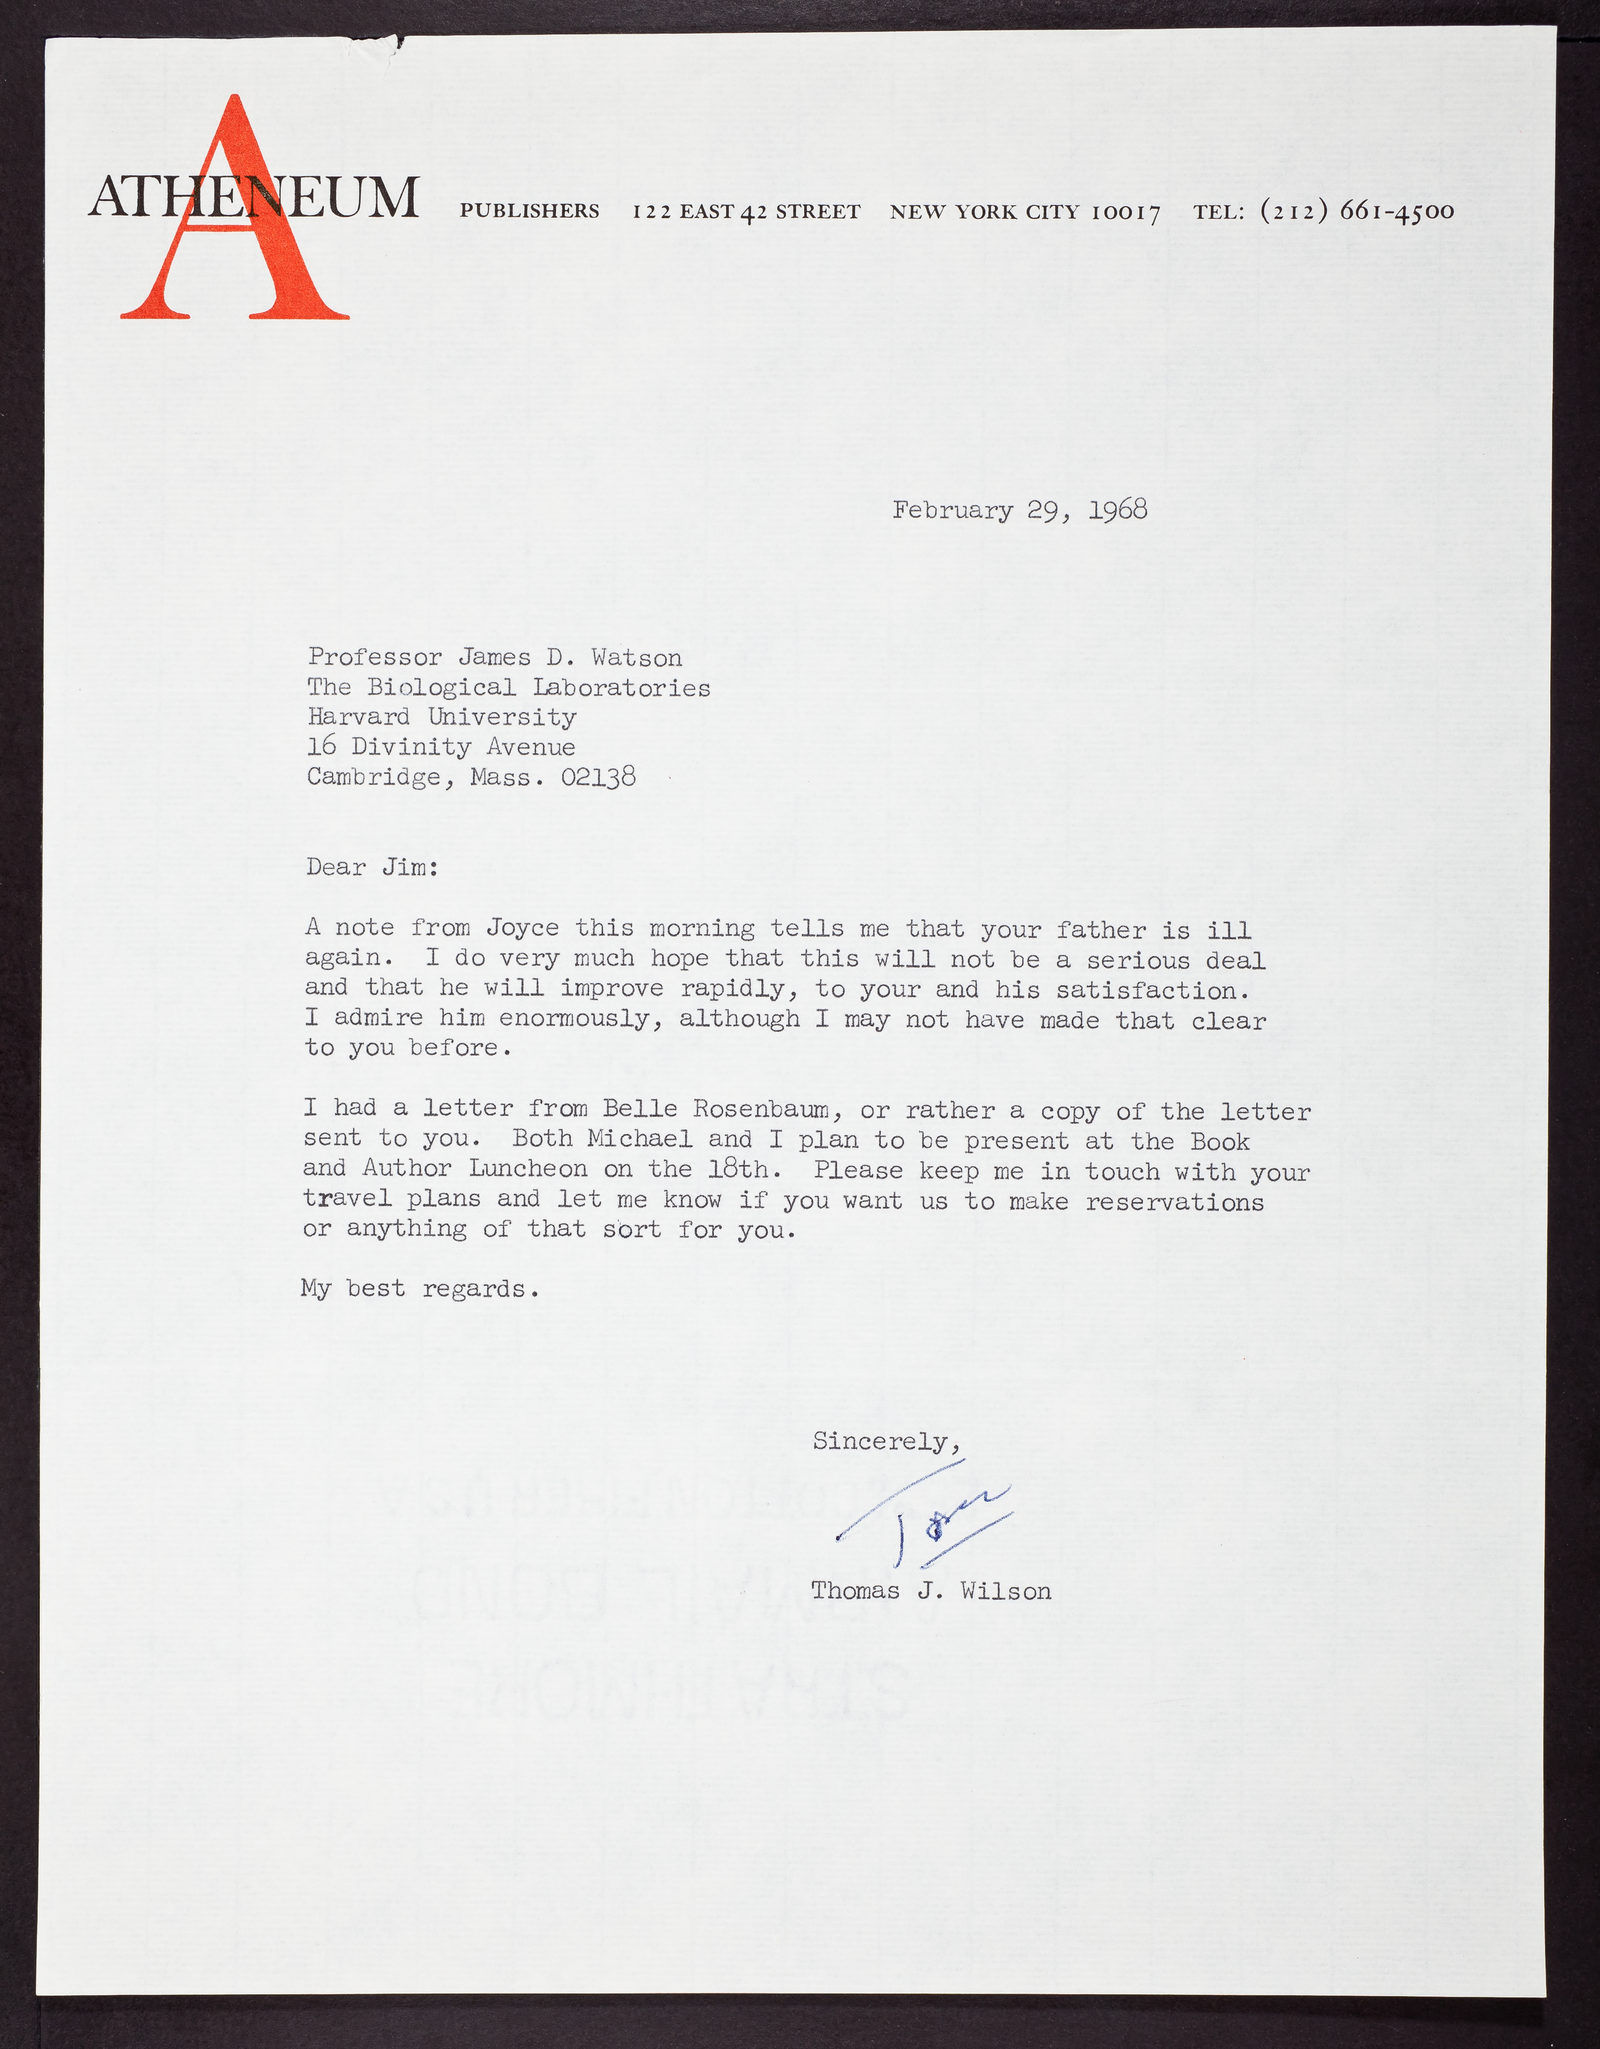 ATHENEUM PUBLISHERS 122 EAST 42 STREET NEW YORK CITY 10017 TEL: (212) 661-4500
February 29, 1968
Professor James D. Watson
The Biological Laboratories
Harvard University
16 Divinity Avenue
Cambridge, Mass. 02138
Dear Jim:
A note from Joyce this morning tells me that your father is ill
again. I do very much hope that this will not be a serious deal
and that he will improve rapidly, to your and his satisfaction.
I admire him enormously, although I may not have made that clear
to you before.
I had a letter from Belle Rosenbaum, or rather a copy of the letter
sent to you. Both Michael and I plan to be present at the Book
and Author Luncheon on the 18th. Please keep me in touch with your
travel plans and let me know if you want us to make reservations
or anything of that sort for you.
My best regards.
Sincerely,
Tom
Thomas J. Wilson